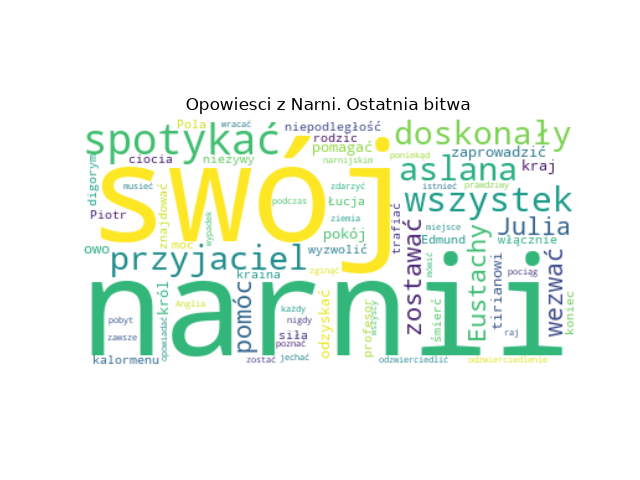 Opowiesci z Narni. Ostatnia bitwa
Pola wracać niepodległość doskonały
spotykać rodzic pomagać zaprowadzić
digorym ciocia nieżywy narnijskim poniekąd aslana kraj
musieć swój zdarzyć istnieć prawdziwy
Piotr znajdować wypadek podczas Łucja wszystek
ziemia trafiać miejsce Julia
owo moc wyzwolić pokój zostawać Edmund włącznie
przyjaciel kraina zginąć Eustachy mówić tirianowi pociąg wezwać
narnii
król Anglia pomóc każdy odzyskać
pobyt nigdy profesor wszyscy śmierć koniec
zawsze opowiadać siła poznać raj
kalormenu zostać jechać odzwierciedlić odzwierciedlenie